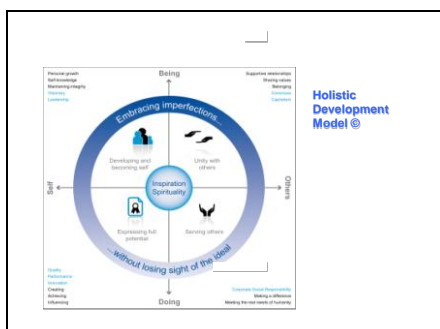 Personal growth
Self-knowledge
Maintaining integrity
Visionary
Leadership
Being
Supportive relationships
Sharing values
Belonging
Conscious
Capitalism
Holistic
Development
Model ©
Embracing imperfections...
Developing and
becoming self
Unity with
others
Self
Inspiration
Spirituality
Others
Expressing full
potential
Serving others
...without losing sight of the ideal
Quality
Performance
Innovation
Creating
Achieving
Influencing
Doing
Corporate Social Responsibility
Making a difference
Meeting the real needs of humanity